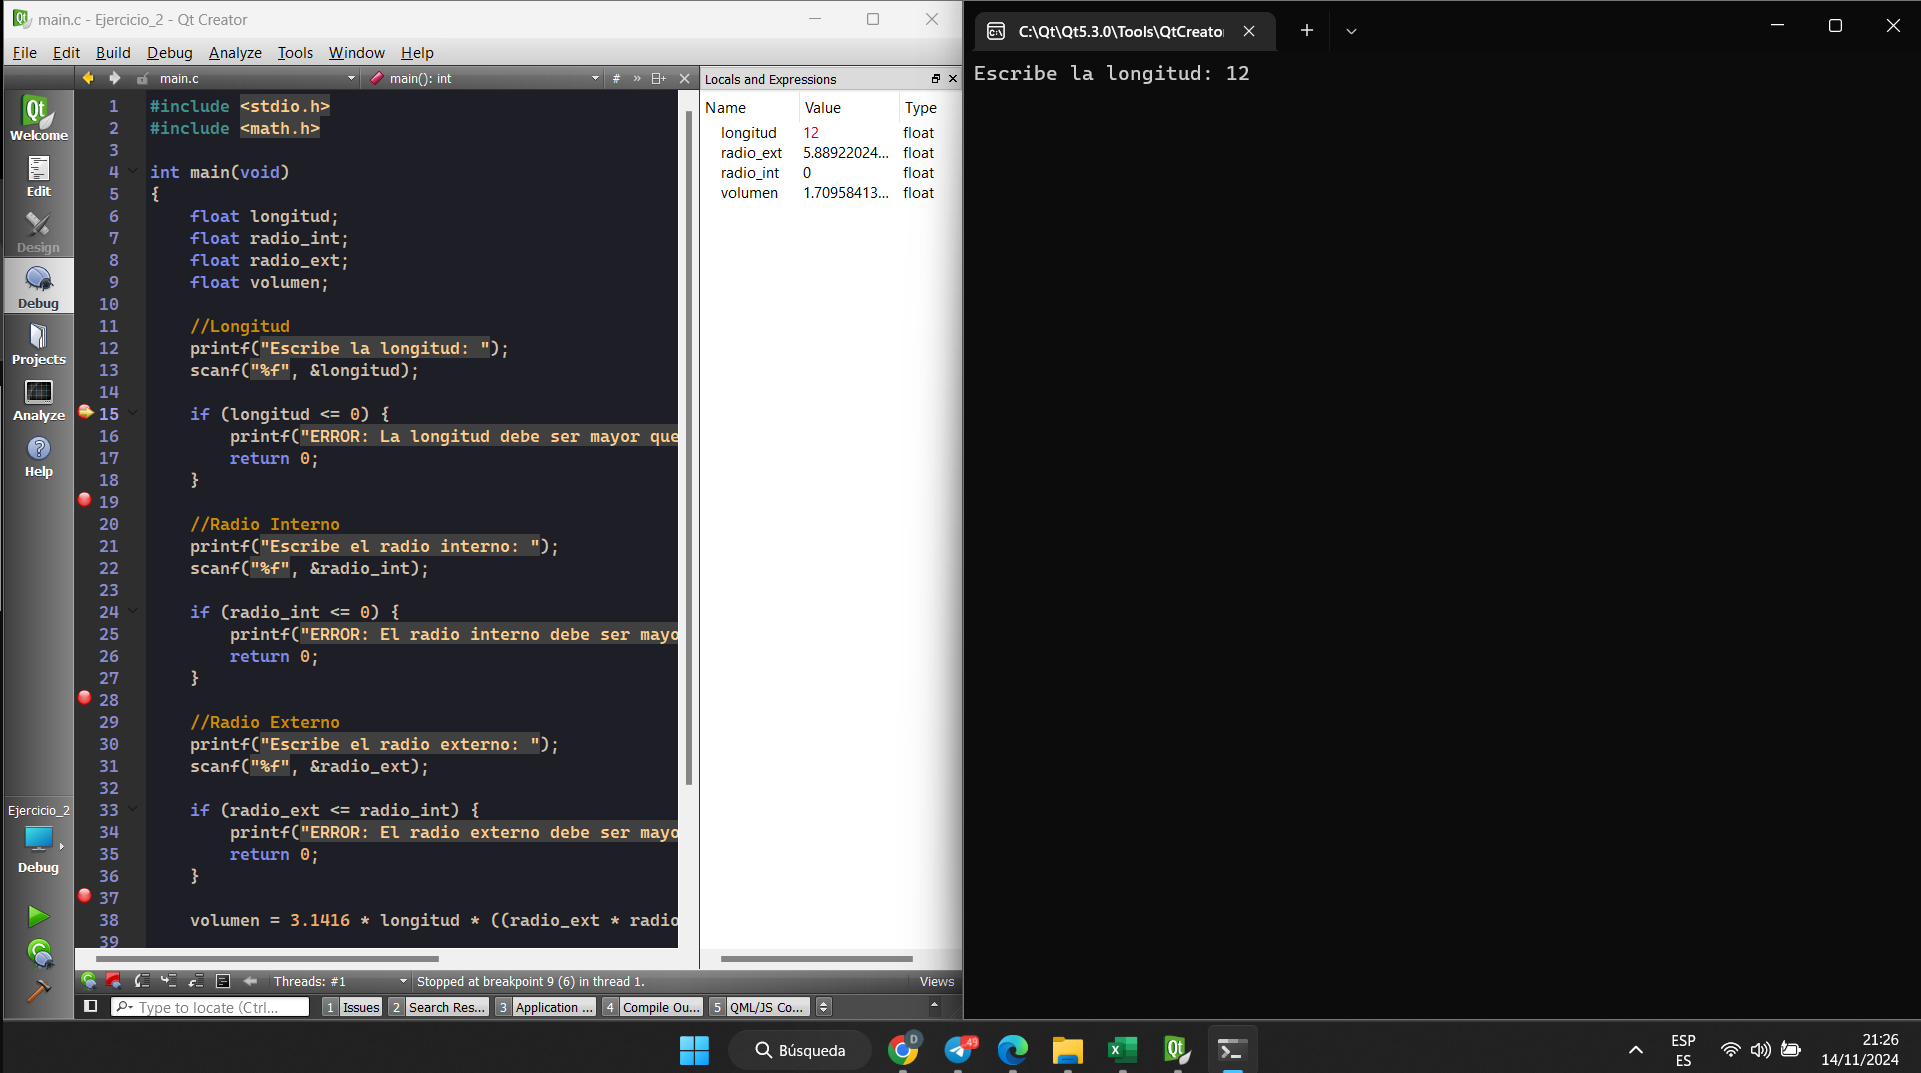 main.c - Ejercicio_2 - Qt Creator
File Edit Build Debug Analyze Tools Window Help
main.c
main(): int
# »
Welcome
Edit
Design
Debug
Projects
Analyze
Help
Ejercicio_2
Debug
1 #include <stdio.h>
2 #include <math.h>
3
4 int main(void)
5 {
6 float longitud;
7 float radio_int;
8 float radio_ext;
9 float volumen;
10
11 //Longitud
12 printf("Escribe la longitud: ");
13 scanf("%f", &longitud);
14
15 if (longitud <= 0) {
16 printf("ERROR: La longitud debe ser mayor que
17 return 0;
18 }
19
20 //Radio Interno
21 printf("Escribe el radio interno: ");
22 scanf("%f", &radio_int);
23
24 if (radio_int <= 0) {
25 printf("ERROR: El radio interno debe ser mayo
26 return 0;
27 }
28
29 //Radio Externo
30 printf("Escribe el radio externo: ");
31 scanf("%f", &radio_ext);
32
33 if (radio_ext <= radio_int) {
34 printf("ERROR: El radio externo debe ser mayo
35 return 0;
36 }
37
38 volumen = 3.1416 * longitud * ((radio_ext * radio
39
Locals and Expressions
Name Value Type
longitud 12 float
radio_ext 5.88922024... float
radio_int 0 float
volumen 1.70958413... float
Threads: #1 Stopped at breakpoint 9 (6) in thread 1. Views
Type to locate (Ctrl... 1 Issues 2 Search Res... 3 Application ... 4 Compile Ou... 5 QML/JS Co...
C:\Qt\Qt5.3.0\Tools\QtCreator
Escribe la longitud: 12
Búsqueda
D
49
ESP
ES
21:26
14/11/2024